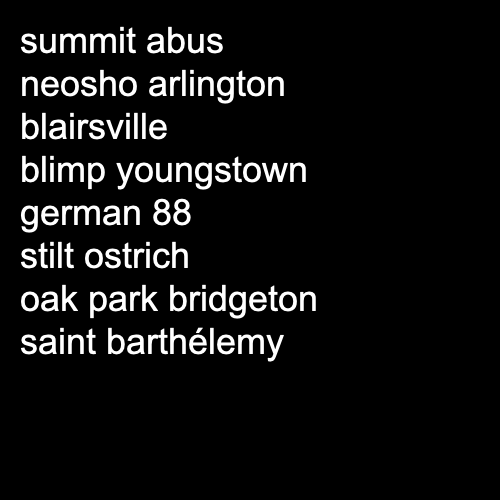 summit abus
neosho arlington
blairsville
blimp youngstown
german 88
stilt ostrich
oak park bridgeton
saint barthélemy